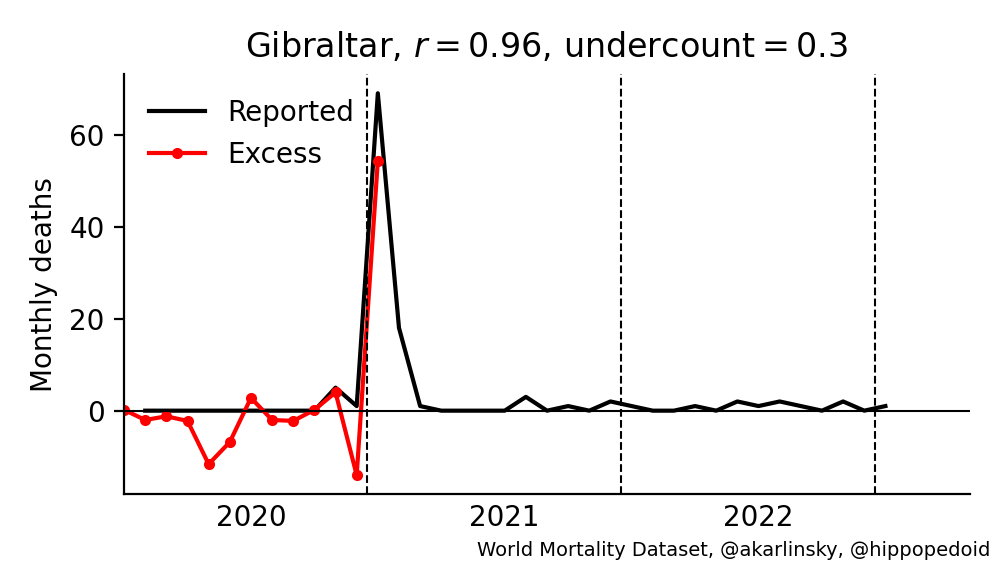 Gibraltar, r = 0.96, undercount = 0.3
Reported
Excess
Monthly deaths
60
40
20
0
2020 2021 2022
World Mortality Dataset, @akarlinsky, @hippopedoid